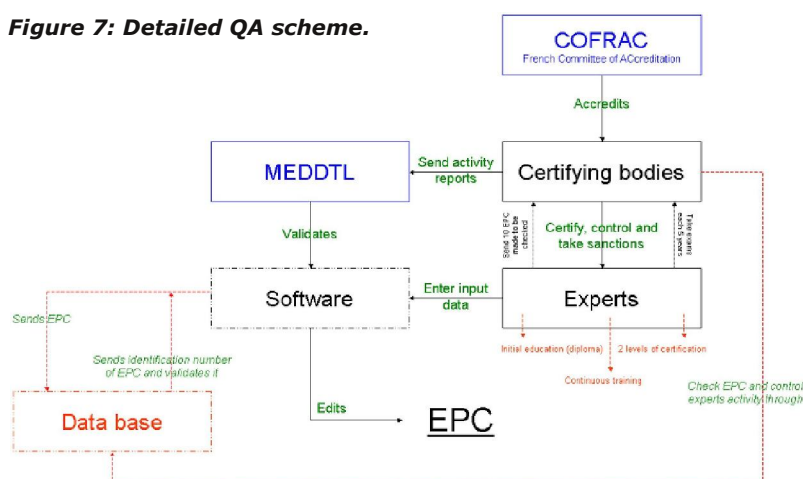 Figure 7: Detailed QA scheme.
COFRAC
French Committee of ACcreditation
Accredits
MEDDTL
Send activity
reports
Certifying bodies
Validates
Send 10 EPC
made to be
checked
Certify, control and
take sanctions
Take exams
each 5 years
Software
Enter input
data
Experts
Sends EPC
Sends identification number
of EPC and validates it
Initial education (diploma)
2 levels of certification
Continuous training
Check EPC and control
experts activity through
Data base
Edits
EPC